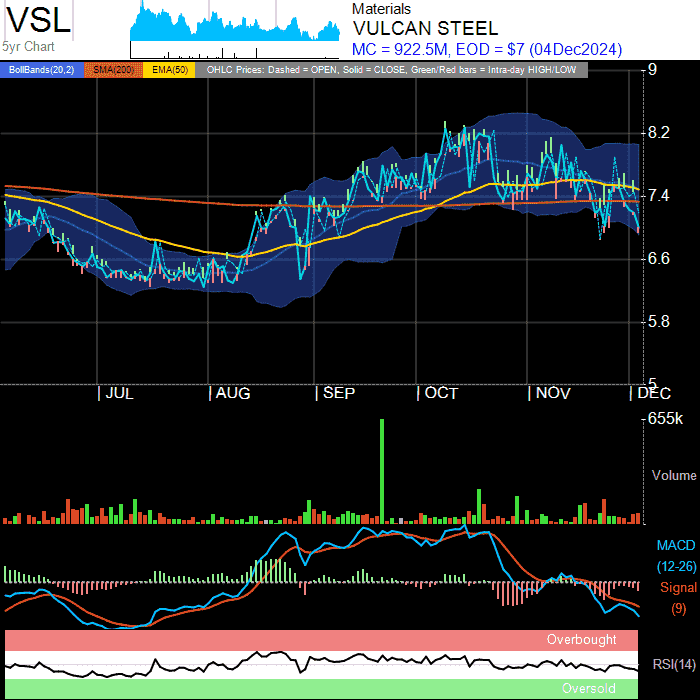 VSL
5yr Chart
Materials
VULCAN STEEL
MC = 922.5M, EOD = $7 (04Dec2024)
BollBands(20,2) SMA(200) EMA(50) OHLC Prices: Dashed = OPEN, Solid = CLOSE, Green/Red bars = Intra-day HIGH/LOW
9
8.2
7.4
6.6
5.8
5
JUL AUG SEP OCT NOV DEC
655k
Volume
MACD
(12-26)
Signal
(9)
Overbought
RSI(14)
Oversold